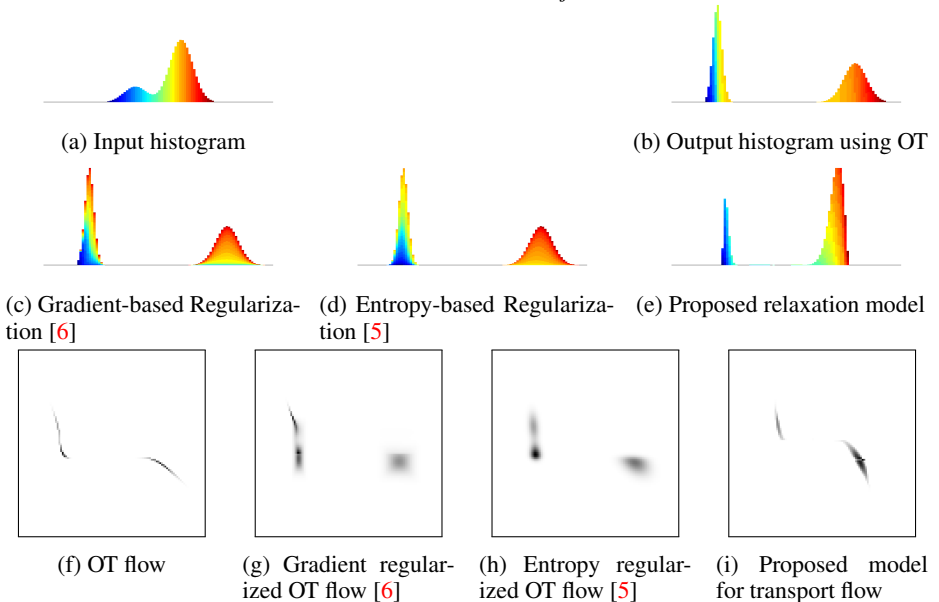 j
(a) Input histogram
(b) Output histogram using OT
(c) Gradient-based Regulariza-
tion [6]
(d) Entropy-based Regulariza-
tion [5]
(e) Proposed relaxation model
(f) OT flow
(g) Gradient regular-
ized OT flow [6]
(h) Entropy regular-
ized OT flow [5]
(i) Proposed model
for transport flow